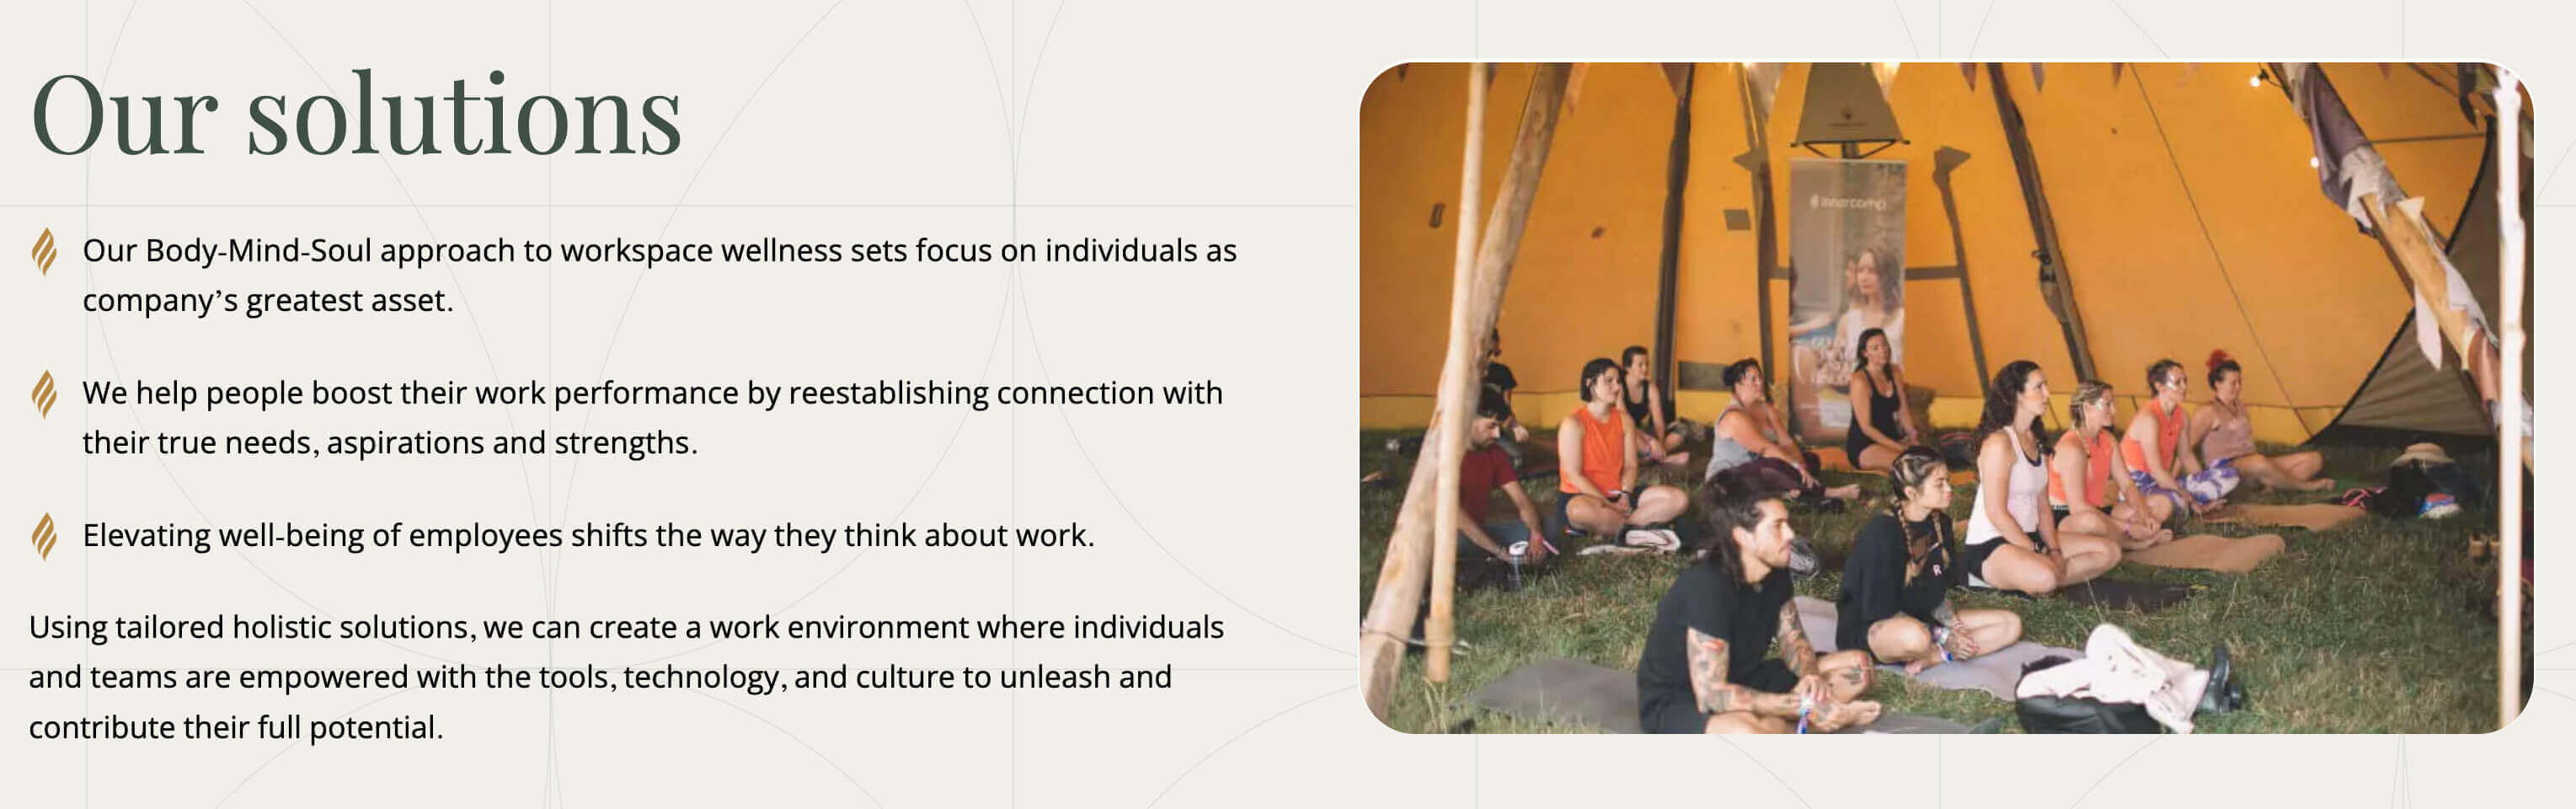 Our solutions
Our Body-Mind-Soul approach to workspace wellness sets focus on individuals as
company’s greatest asset.
We help people boost their work performance by reestablishing connection with
their true needs, aspirations and strengths.
Elevating well-being of employees shifts the way they think about work.
Using tailored holistic solutions, we can create a work environment where individuals
and teams are empowered with the tools, technology, and culture to unleash and
contribute their full potential.
innercamp